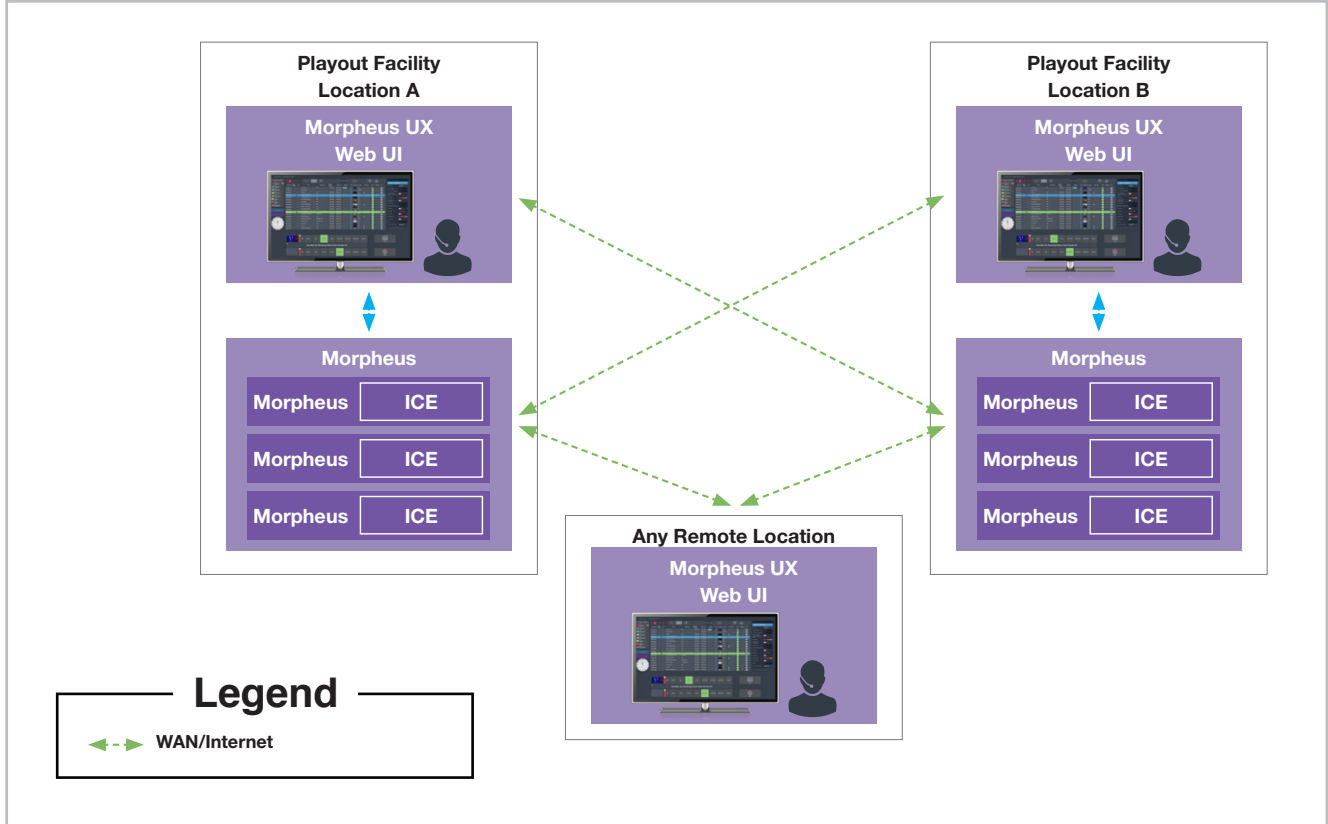 Playout Facility
Location A
Morpheus UX
Web UI
Morpheus
Morpheus ICE
Morpheus ICE
Morpheus ICE
Playout Facility
Location B
Morpheus UX
Web UI
Morpheus
Morpheus ICE
Morpheus ICE
Morpheus ICE
Any Remote Location
Morpheus UX
Web UI
Legend
WAN/Internet